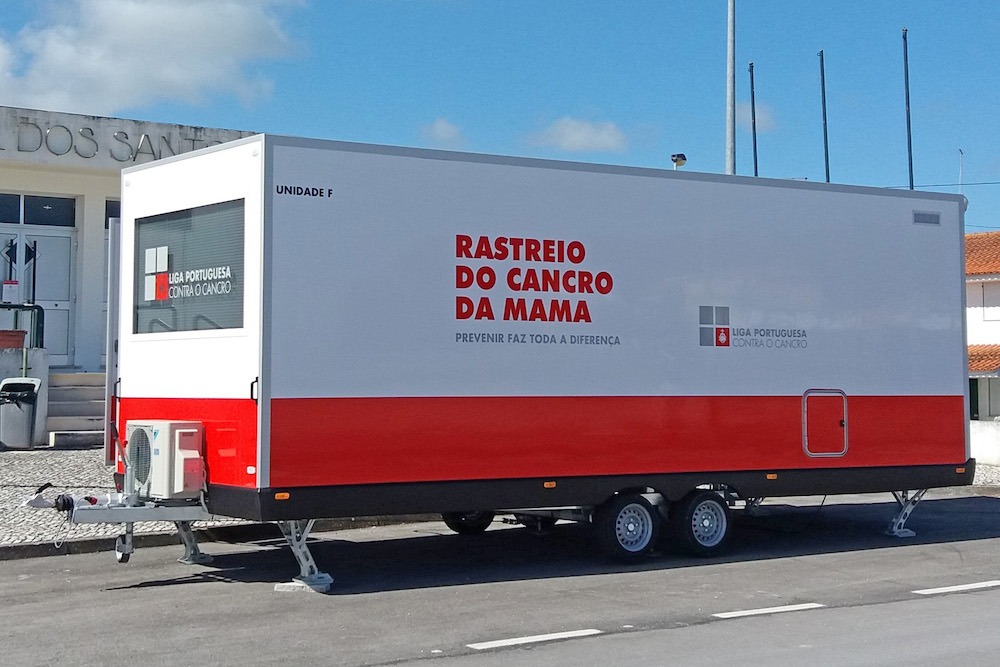 DOS SANT
UNIDADE F
LIGA PORTUGUESA
CONTRA O CANCRO
RASTREIO
DO CANCRO
DA MAMA
PREVENIR FAZ TODA A DIFERENÇA
LIGA PORTUGUESA
CONTRA O CANCRO